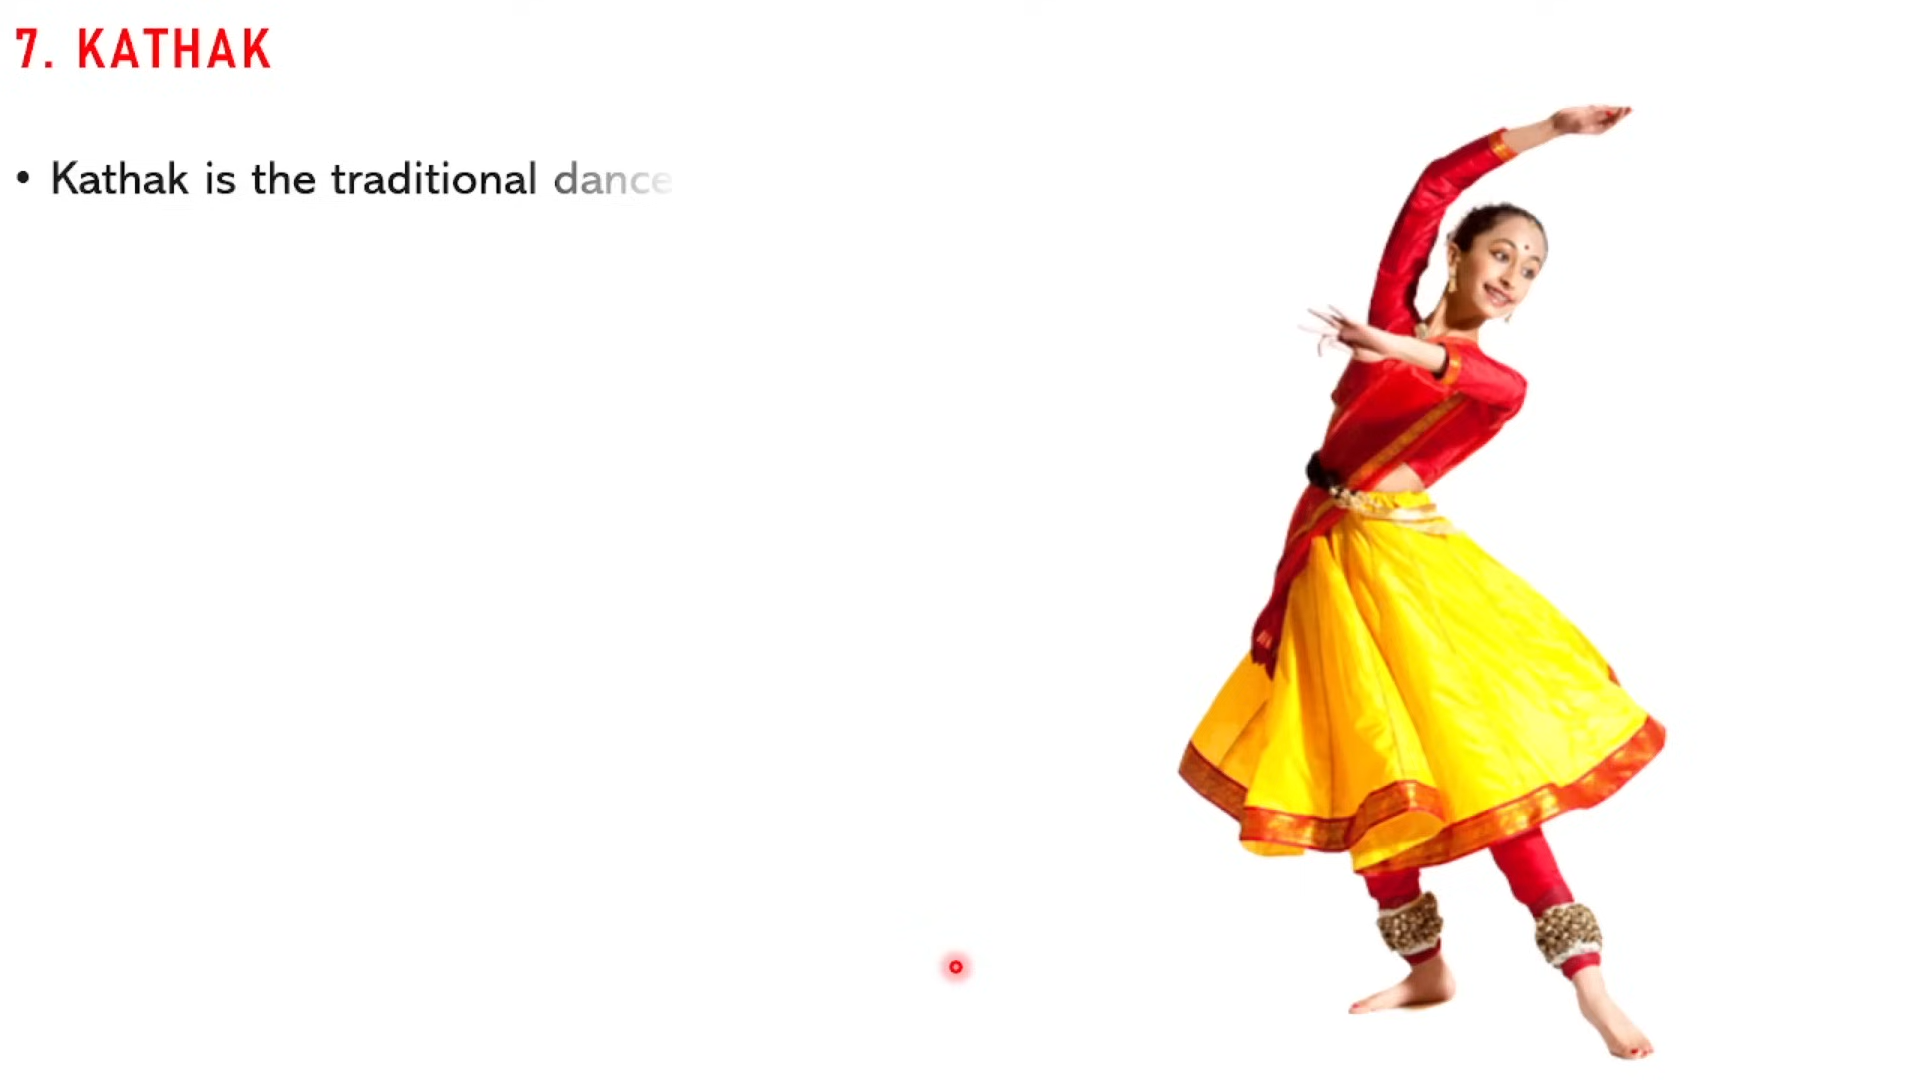 7. KATHAK
• Kathak is the traditional dance